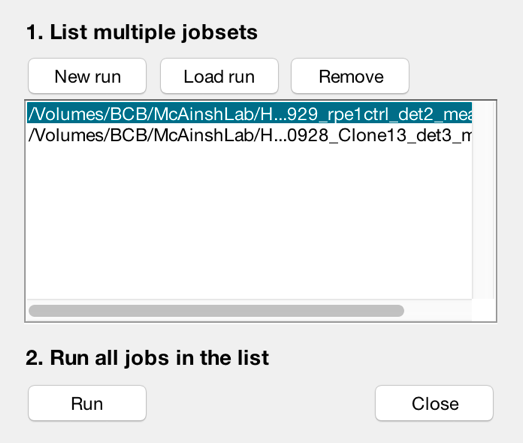 1. List multiple jobsets
New run Load run Remove
/Volumes/BCB/McAinshLab/H...929_rpe1ctrl_det2_mea
/Volumes/BCB/McAinshLab/H...0928_Clone13_det3_m
2. Run all jobs in the list
Run Close